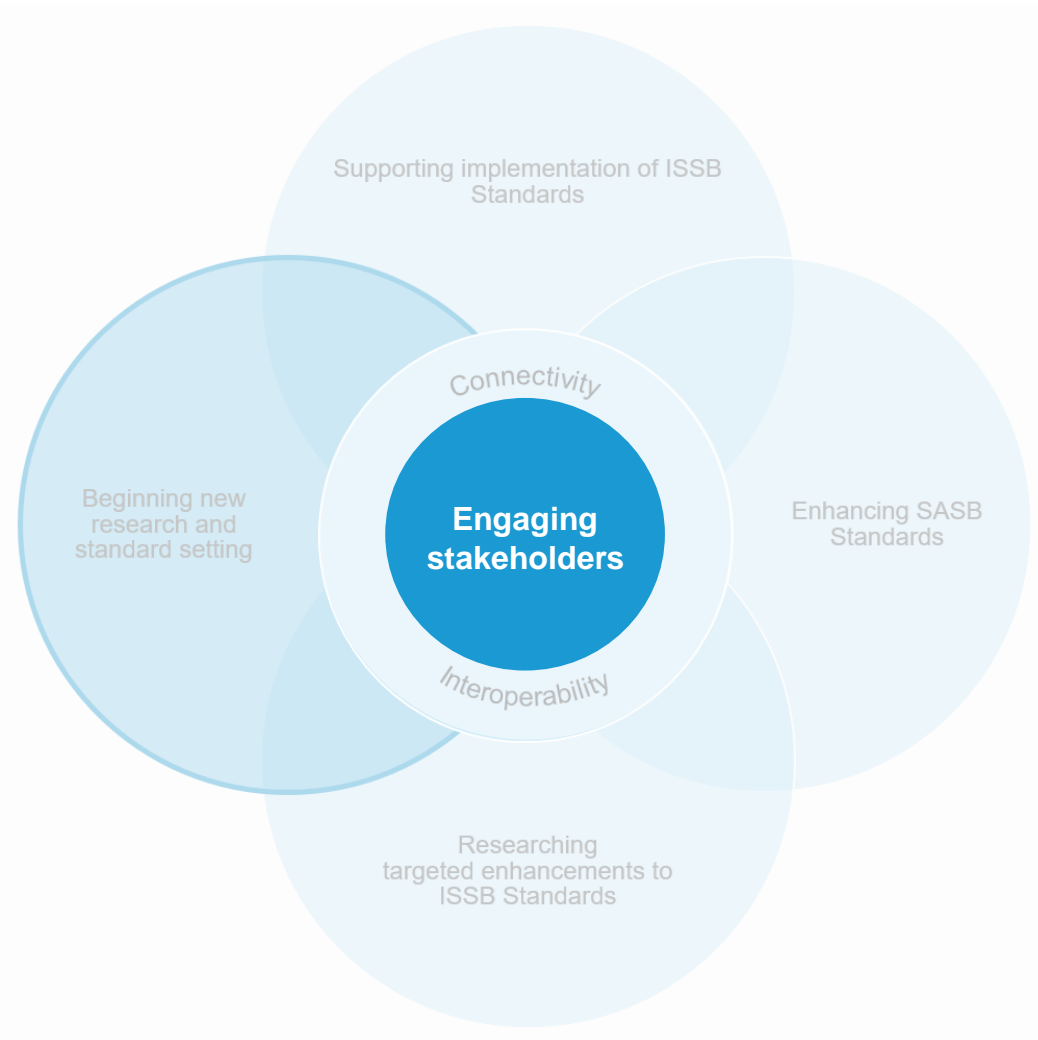 Supporting implementation of ISSB
Standards
Connectivity
Beginning new
research and
standard setting
Engaging
stakeholders
Enhancing SASB
Standards
Interoperability
Researching
targeted enhancements to
ISSB Standards